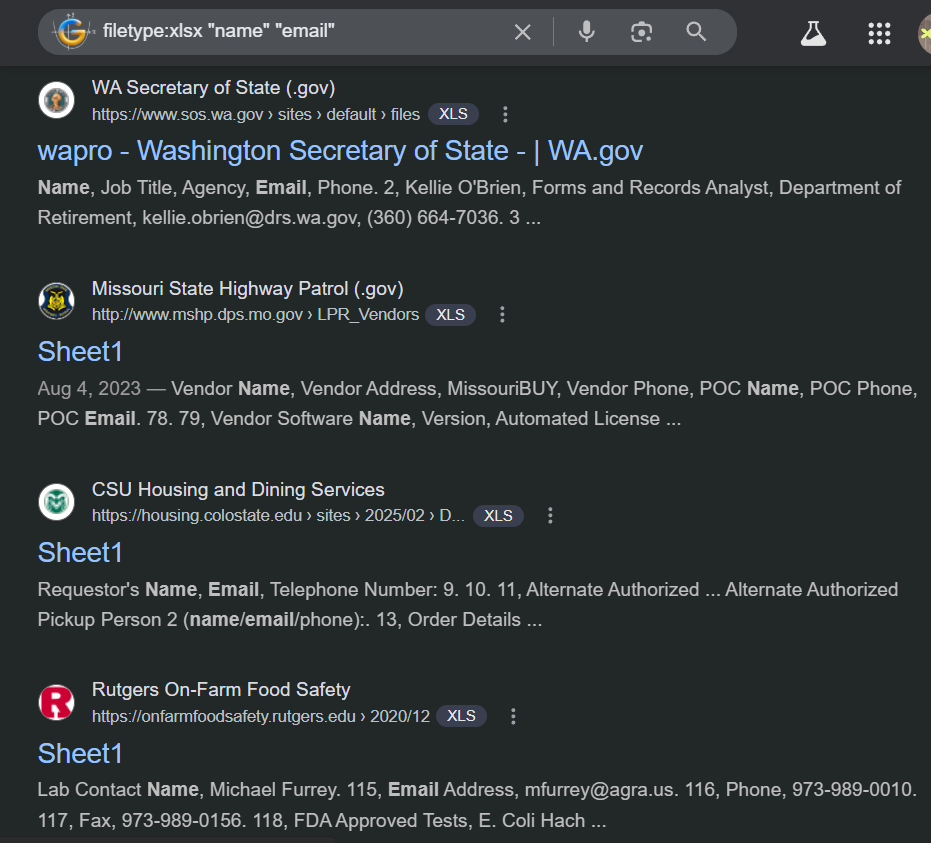 filetype:xlsx "name" "email"
WA Secretary of State (.gov)
https://www.sos.wa.gov › sites › default › files XLS
wapro - Washington Secretary of State - | WA.gov
Name, Job Title, Agency, Email, Phone. 2, Kellie O'Brien, Forms and Records Analyst, Department of
Retirement, kellie.obrien@drs.wa.gov, (360) 664-7036. 3 ...
Missouri State Highway Patrol (.gov)
http://www.mshp.dps.mo.gov › LPR_Vendors XLS
Sheet1
Aug 4, 2023 — Vendor Name, Vendor Address, MissouriBUY, Vendor Phone, POC Name, POC Phone,
POC Email. 78. 79, Vendor Software Name, Version, Automated License ...
CSU Housing and Dining Services
https://housing.colostate.edu › sites › 2025/02 › D... XLS
Sheet1
Requestor's Name, Email, Telephone Number: 9. 10. 11, Alternate Authorized ... Alternate Authorized
Pickup Person 2 (name/email/phone):. 13, Order Details ...
Rutgers On-Farm Food Safety
https://onfarmfoodsafety.rutgers.edu › 2020/12 XLS
Sheet1
Lab Contact Name, Michael Furrey. 115, Email Address, mfurrey@agra.us. 116, Phone, 973-989-0010.
117, Fax, 973-989-0156. 118, FDA Approved Tests, E. Coli Hach ...